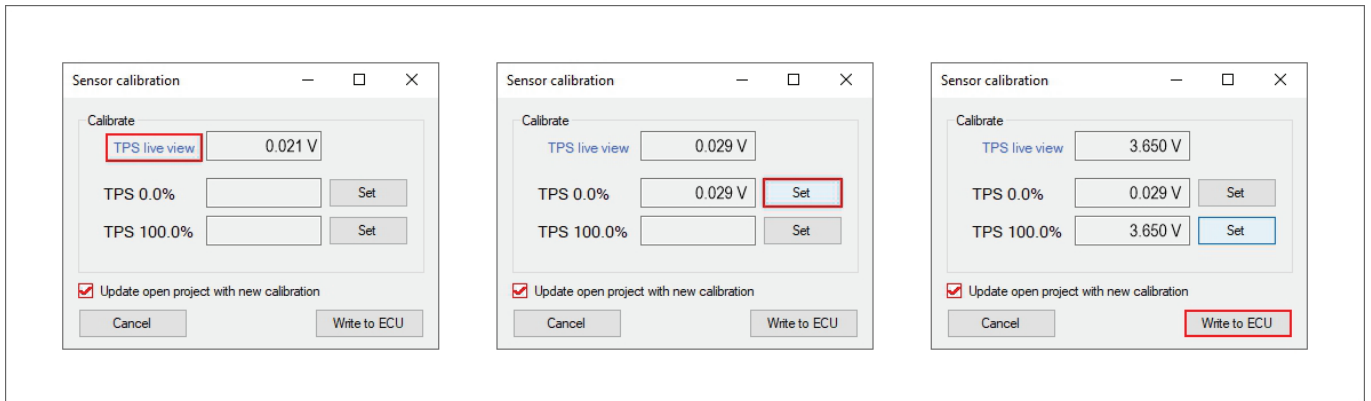 Sensor calibration
Calibrate
TPS live view 0.021 V
TPS 0.0% Set
TPS 100.0% Set
Update open project with new calibration
Cancel Write to ECU
Sensor calibration
Calibrate
TPS live view 0.029 V
TPS 0.0% 0.029 V Set
TPS 100.0% Set
Update open project with new calibration
Cancel Write to ECU
Sensor calibration
Calibrate
TPS live view 3.650 V
TPS 0.0% 0.029 V Set
TPS 100.0% 3.650 V Set
Update open project with new calibration
Cancel Write to ECU